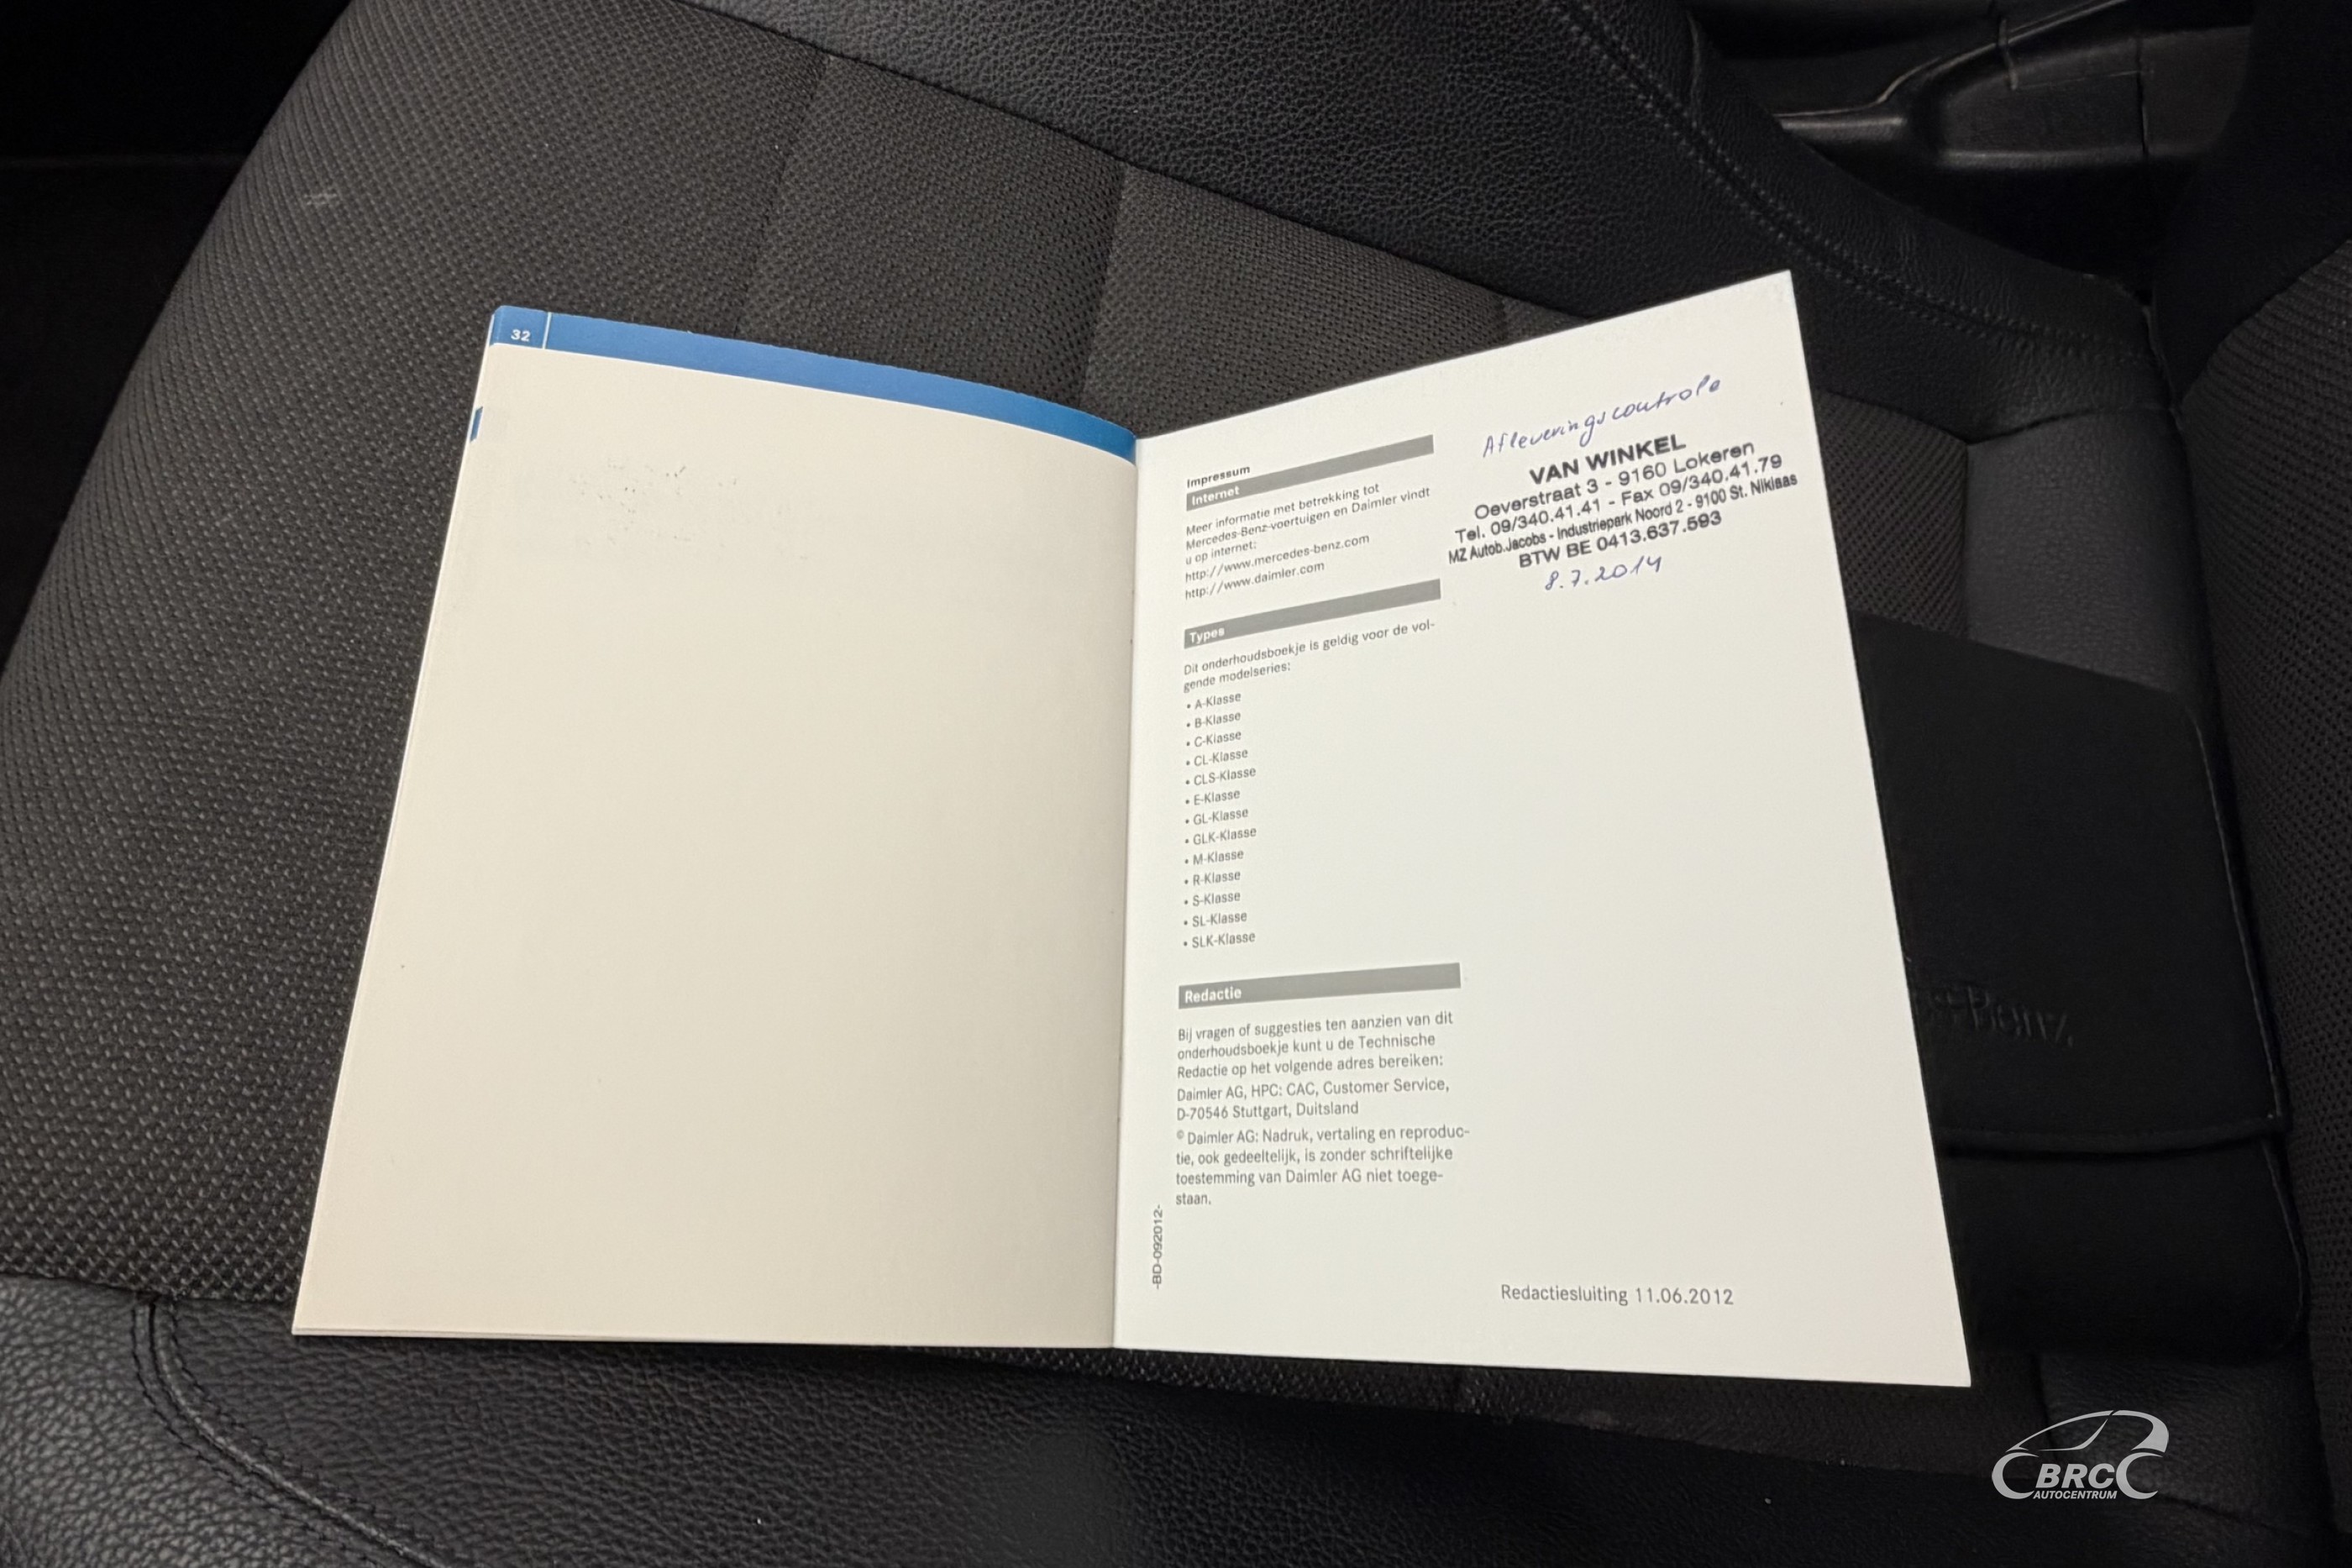 32
Impressum
Internet
Meer informatie met betrekking tot
Mercedes-Benz-voertuigen en Daimler vindt
u op internet:
http://www.mercedes-benz.com
http://www.daimler.com
Types
Dit onderhoudsboekje is geldig voor de vol-
gende modelseries:
• A-Klasse
• B-Klasse
• C-Klasse
• CL-Klasse
• CLS-Klasse
• E-Klasse
• GL-Klasse
• GLK-Klasse
• M-Klasse
• R-Klasse
• S-Klasse
• SL-Klasse
• SLK-Klasse
Redactie
Bij vragen of suggesties ten aanzien van dit
onderhoudsboekje kunt u de Technische
Redactie op het volgende adres bereiken:
Daimler AG, HPC: CAC, Customer Service,
D-70546 Stuttgart, Duitsland
© Daimler AG: Nadruk, vertaling en reproduc-
tie, ook gedeeltelijk, is zonder schriftelijke
toestemming van Daimler AG niet toege-
staan.
-BD-092012-
Afleveringscontrole
VAN WINKEL
Oeverstraat 3 - 9160 Lokeren
Tel. 09/340.41.41 - Fax 09/340.41.79
MZ Autob.Jacobs - Industriepark Noord 2 - 9100 St. Niklaas
BTW BE 0413.637.593
8.7.2014
Redactiesluiting 11.06.2012
-Benz
BRC
AUTOCENTRUM